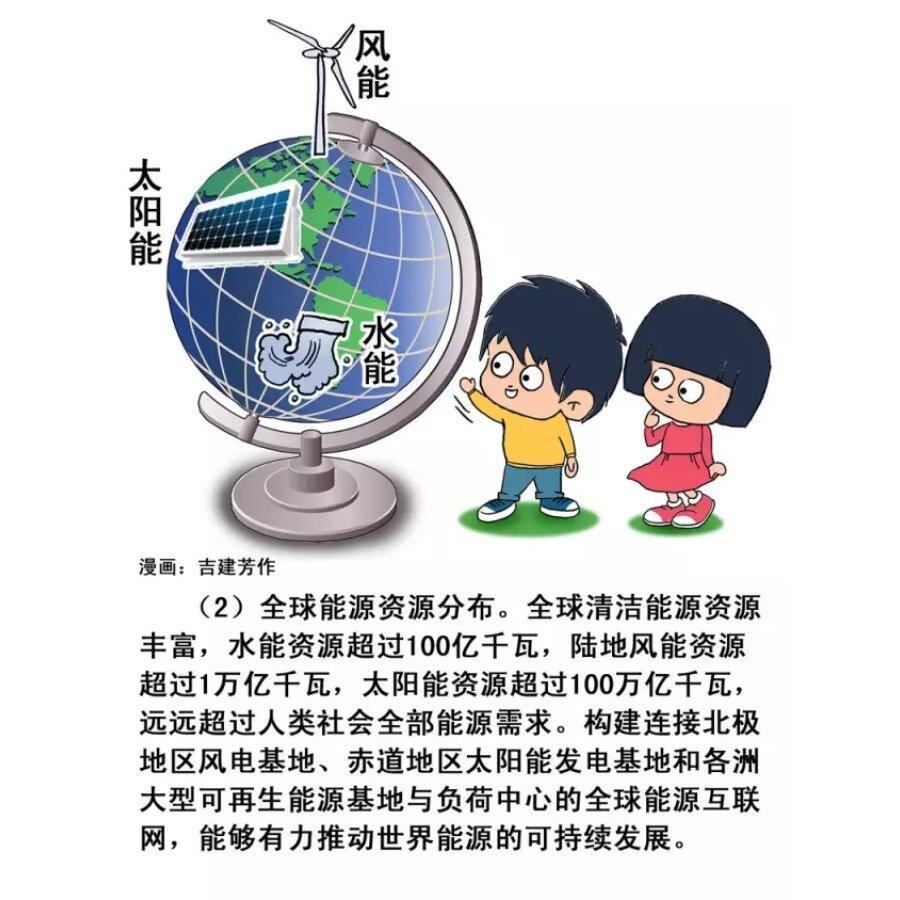 风能
太阳能
水能
漫画：吉建芳作
（2）全球能源资源分布。全球清洁能源资源
丰富，水能资源超过100亿千瓦，陆地风能资源
超过1万亿千瓦，太阳能资源超过100万亿千瓦，
远远超过人类社会全部能源需求。构建连接北极
地区风电基地、赤道地区太阳能发电基地和各洲
大型可再生能源基地与负荷中心的全球能源互联
网，能够有力推动世界能源的可持续发展。